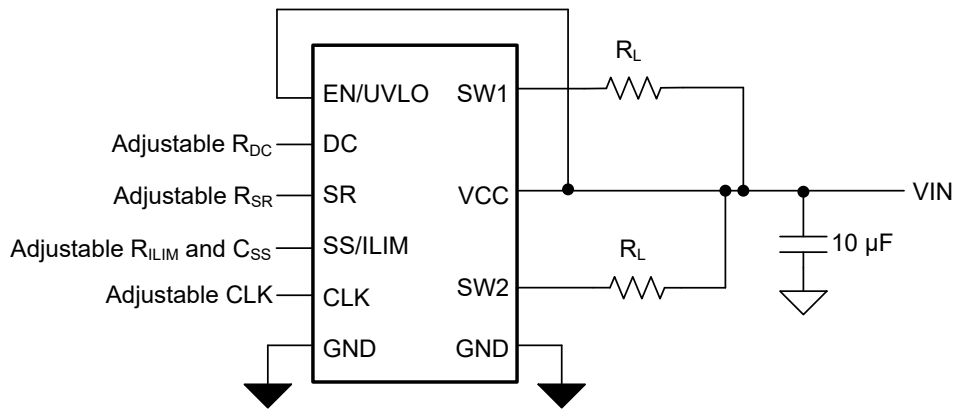 R_L
EN/UVLO SW1
Adjustable R_DC DC
Adjustable R_SR SR VCC VIN
Adjustable R_ILIM and C_SS SS/ILIM R_L 10 µF
Adjustable CLK CLK SW2
GND GND